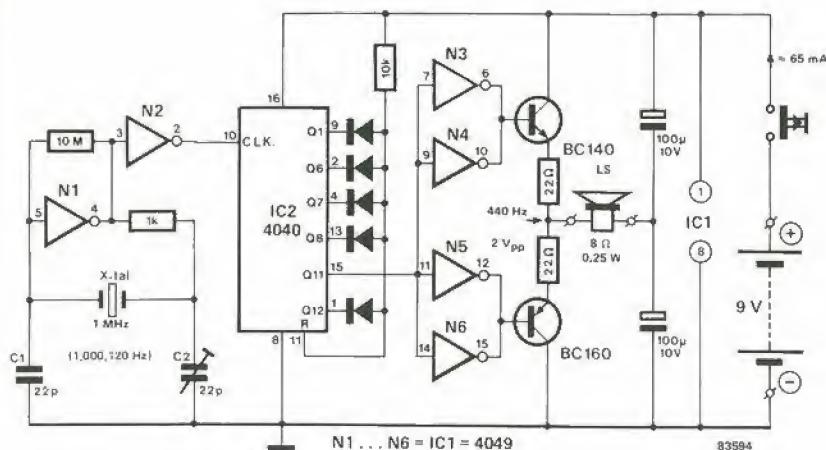 10k
≈ 65 mA
N3
7
6
16
N2
10 M
3
2
10
CLK.
Q1
9
Q6
2
N4
9
10
BC140
100µ
10V
N1
5
4
1k
IC2
4040
Q7
4
Q8
13
22 Ω
LS
440 Hz
1
IC1
8
Q11
15
N5
11
12
2 Vpp
22 Ω
8 Ω
0,25 W
X-tal
1 MHz
Q12
1
R
9 V
N6
14
15
BC160
100µ
10V
C1
22p
(1,000,120 Hz)
C2
22p
8
11
N1 . . . N6 = IC1 = 4049
83594